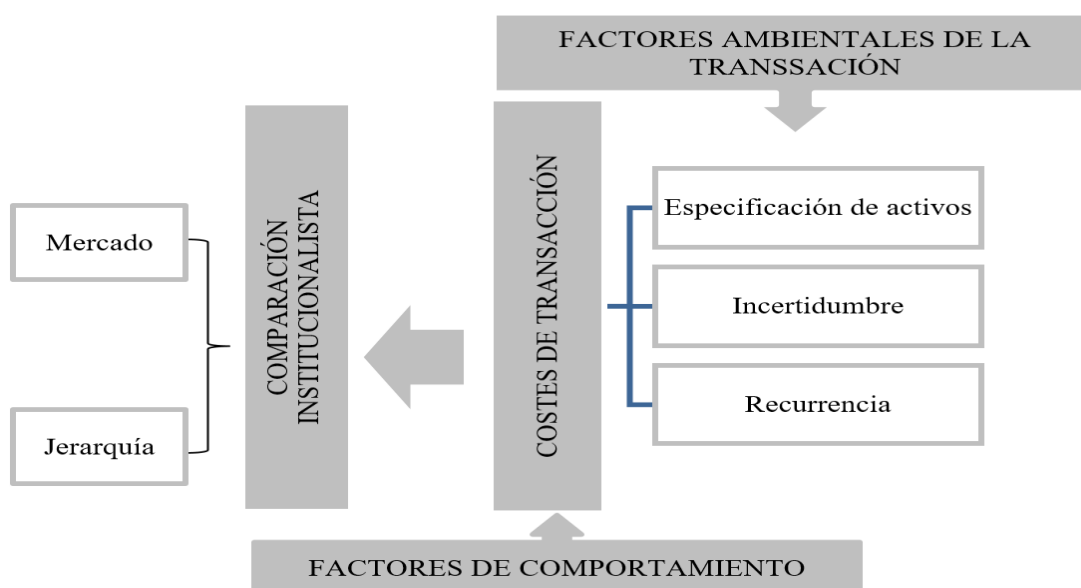 FACTORES AMBIENTALES DE LA
TRANSSACIÓN
Mercado
Jerarquía
COMPARACIÓN
INSTITUCIONALISTA
COSTES DE TRANSACCIÓN
Especificación de activos
Incertidumbre
Recurrencia
FACTORES DE COMPORTAMIENTO